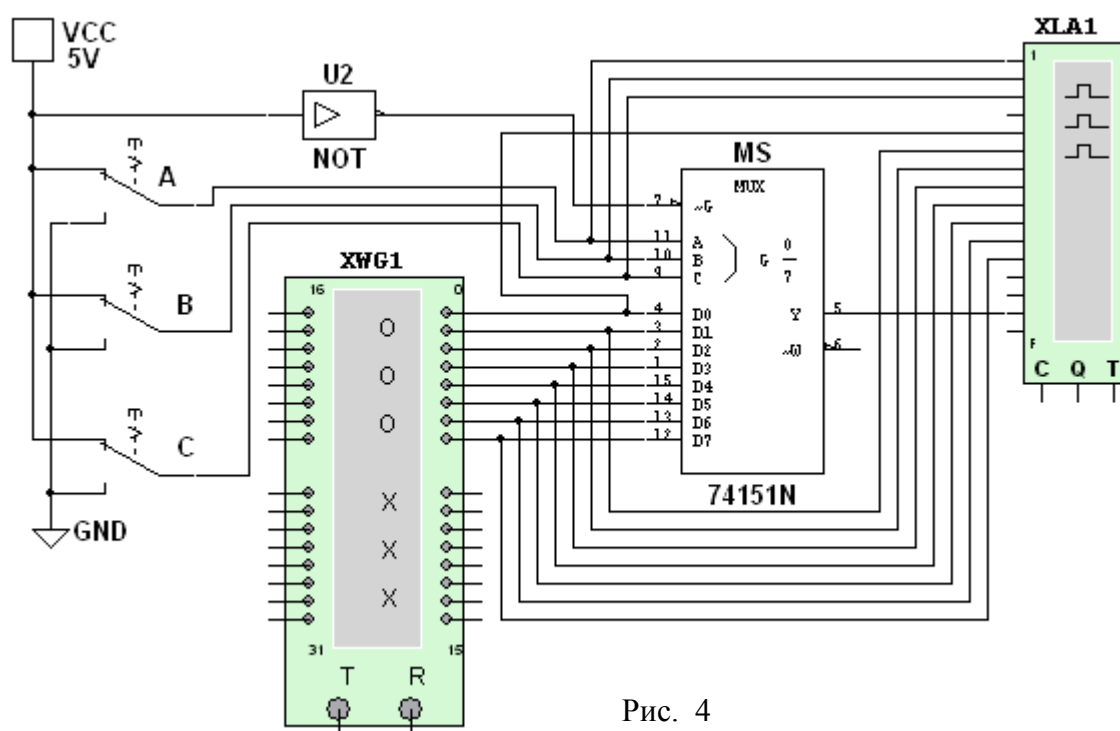 VCC
5V
XLA1
U2
NOT
1
A
MS
MUX
7 ~G
11 A
10 B
9 C
G 0/7
XWG1
16 0
B
4 D0
3 D1
2 D2
1 D3
15 D4
14 D5
13 D6
12 D7
Y 5
~W 6
F
C Q T
O
O
O
C
X
X
X
74151N
GND
31 15
T R
Рис. 4